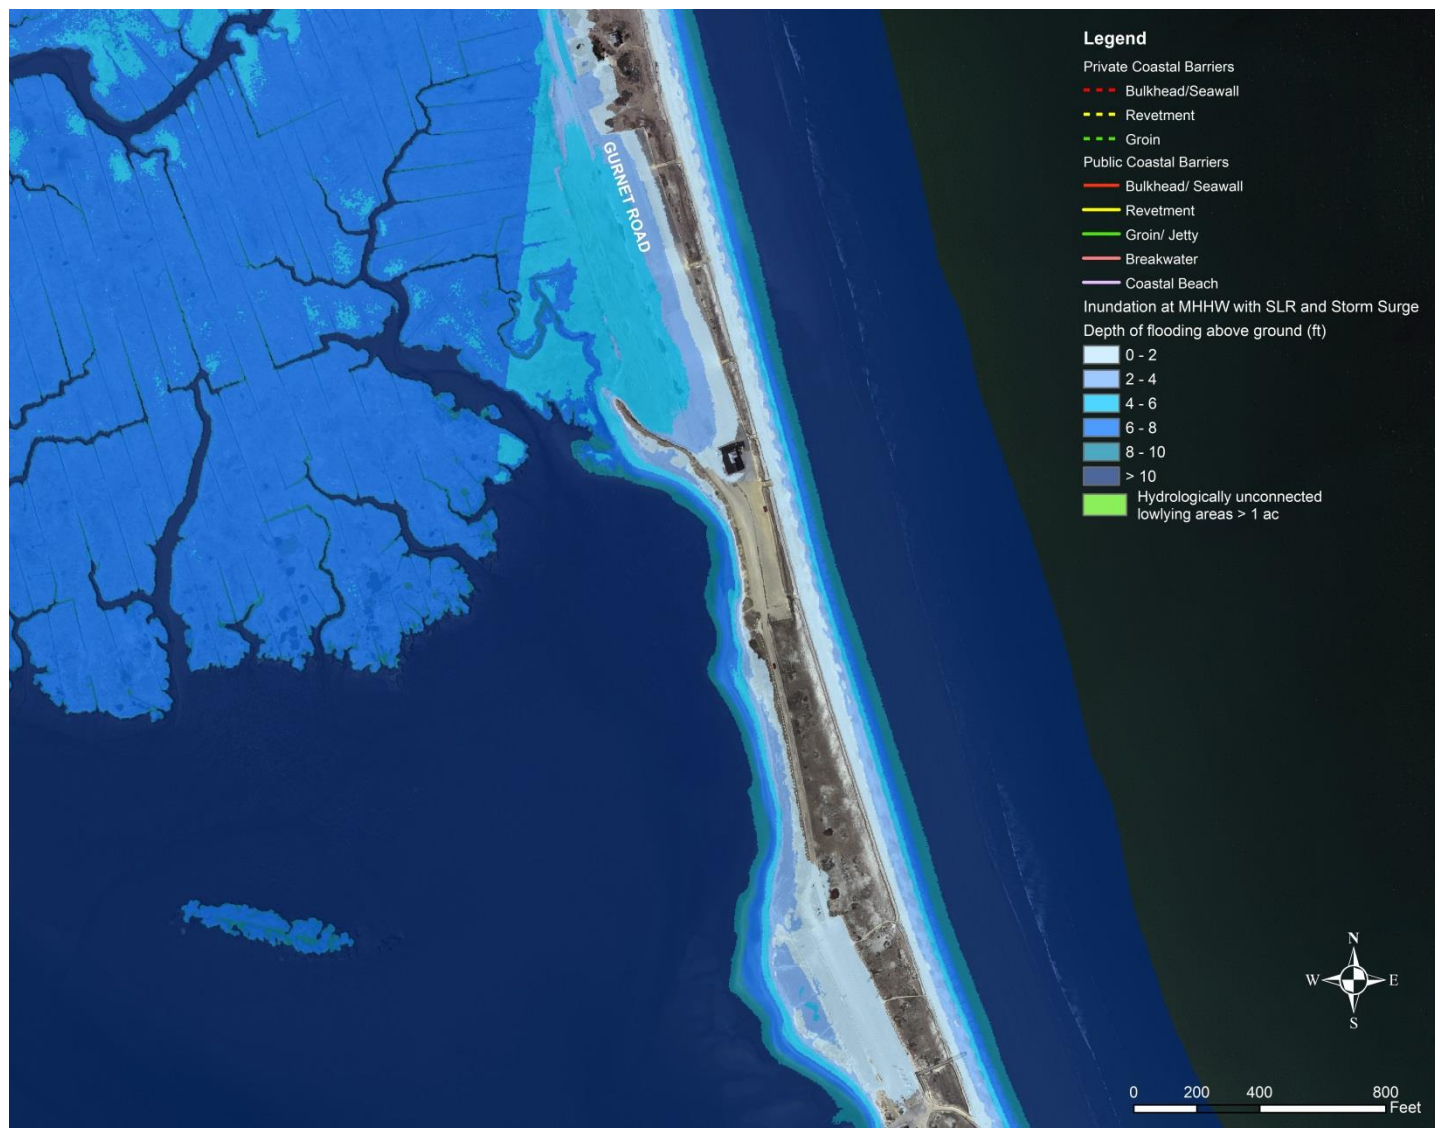 Legend
Private Coastal Barriers
Bulkhead/Seawall
Revetment
Groin
Public Coastal Barriers
Bulkhead/ Seawall
Revetment
Groin/ Jetty
Breakwater
Coastal Beach
Inundation at MHHW with SLR and Storm Surge
Depth of flooding above ground (ft)
0 - 2
2 - 4
4 - 6
6 - 8
8 - 10
> 10
Hydrologically unconnected
lowlying areas > 1 ac
GURNET ROAD
N
W E
S
0 200 400 800
Feet